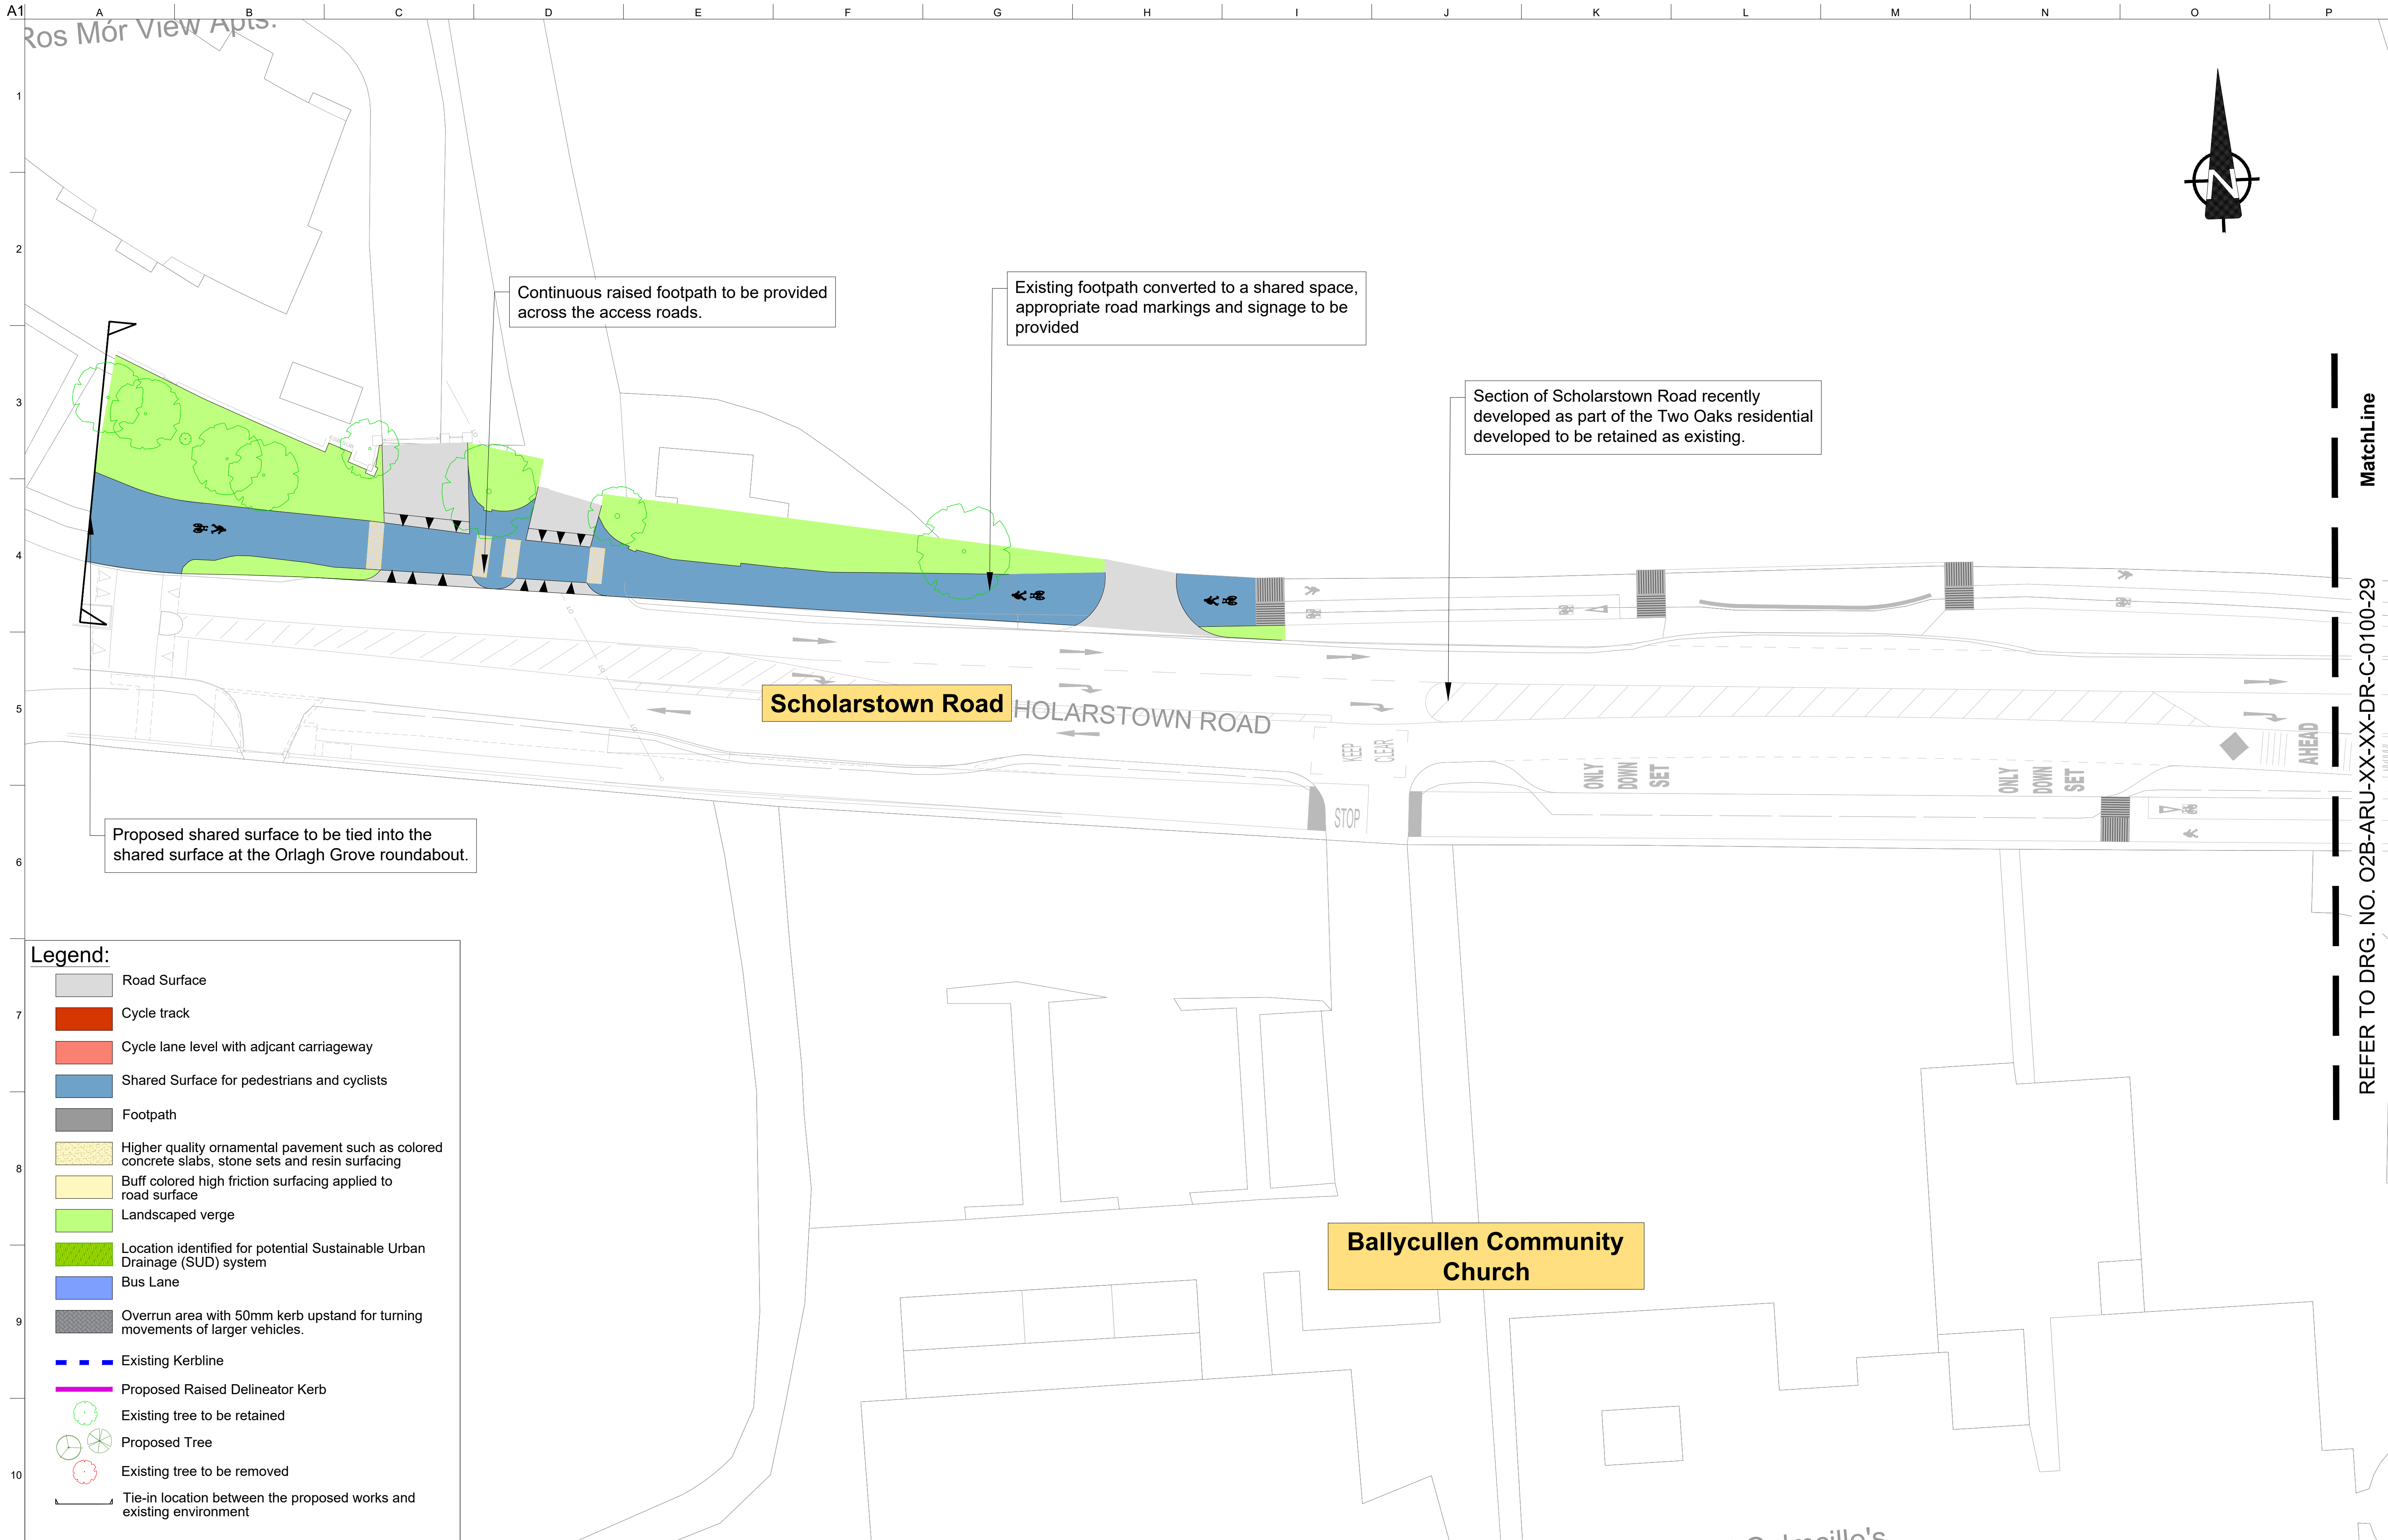 A1
A B C D E F G H I J K L M N O P
Ros Mór View Apts.
1
2
3
4
5
6
7
8
9
10
N
Continuous raised footpath to be provided
across the access roads.
Existing footpath converted to a shared space,
appropriate road markings and signage to be
provided
Section of Scholarstown Road recently
developed as part of the Two Oaks residential
developed to be retained as existing.
MatchLine
REFER TO DRG. NO. O2B-ARU-XX-XX-DR-C-0100-29
Scholarstown Road
HOLARSTOWN ROAD
KEEP
CLEAR
STOP
ONLY
DOWN
SET
ONLY
DOWN
SET
AHEAD
Proposed shared surface to be tied into the
shared surface at the Orlagh Grove roundabout.
Ballycullen Community
Church
Legend:
Road Surface
Cycle track
Cycle lane level with adjcant carriageway
Shared Surface for pedestrians and cyclists
Footpath
Higher quality ornamental pavement such as colored
concrete slabs, stone sets and resin surfacing
Buff colored high friction surfacing applied to
road surface
Landscaped verge
Location identified for potential Sustainable Urban
Drainage (SUD) system
Bus Lane
Overrun area with 50mm kerb upstand for turning
movements of larger vehicles.
Existing Kerbline
Proposed Raised Delineator Kerb
Existing tree to be retained
Proposed Tree
Existing tree to be removed
Tie-in location between the proposed works and
existing environment